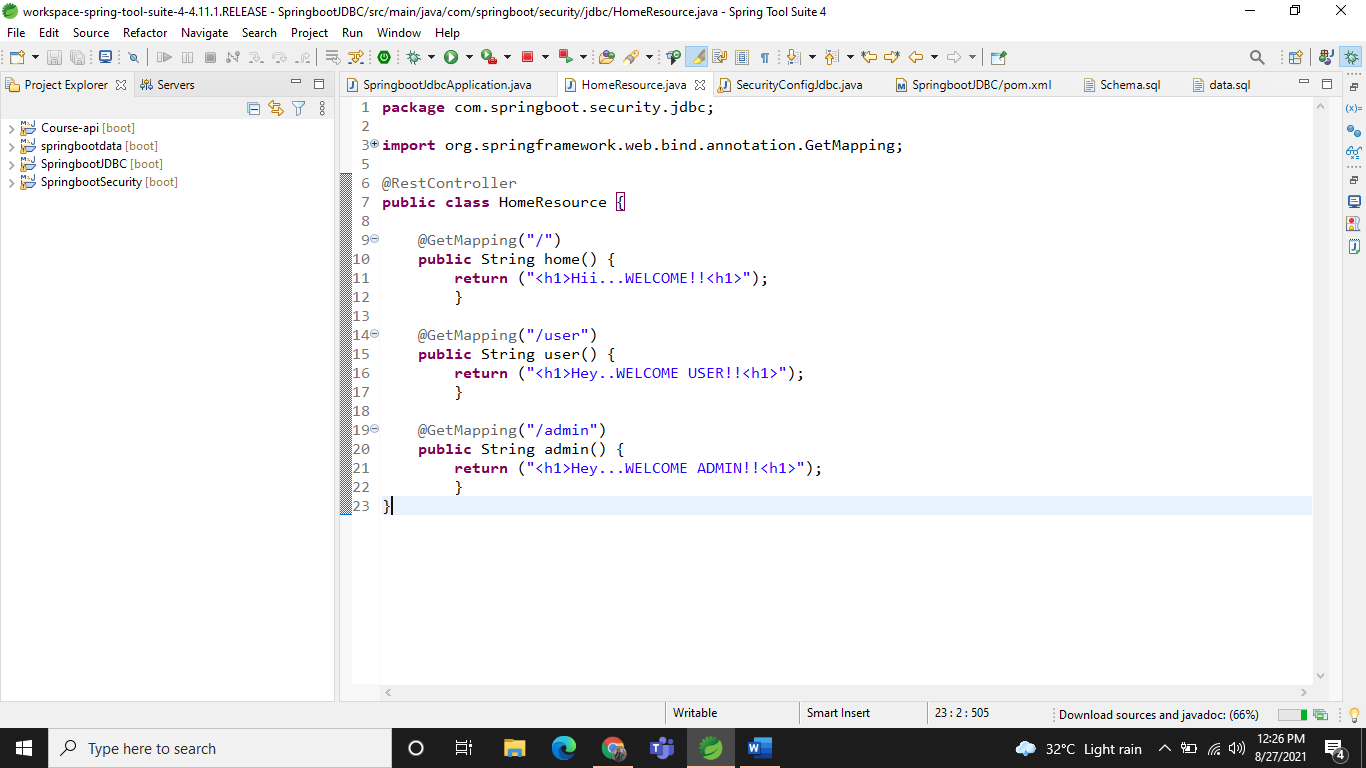 workspace-spring-tool-suite-4-4.11.1.RELEASE - SpringbootJDBC/src/main/java/com/springboot/security/jdbc/HomeResource.java - Spring Tool Suite 4
File Edit Source Refactor Navigate Search Project Run Window Help
Project Explorer Servers
SpringbootJdbcApplication.java HomeResource.java SecurityConfigJdbc.java SpringbootJDBC/pom.xml Schema.sql data.sql
Course-api [boot]
springbootdata [boot]
SpringbootJDBC [boot]
SpringbootSecurity [boot]
1 package com.springboot.security.jdbc;
2
3 import org.springframework.web.bind.annotation.GetMapping;
5
6 @RestController
7 public class HomeResource {
8
9 @GetMapping("/")
10 public String home() {
11 return ("<h1>Hii...WELCOME!!<h1>");
12 }
13
14 @GetMapping("/user")
15 public String user() {
16 return ("<h1>Hey..WELCOME USER!!<h1>");
17 }
18
19 @GetMapping("/admin")
20 public String admin() {
21 return ("<h1>Hey...WELCOME ADMIN!!<h1>");
22 }
23 }
Writable Smart Insert 23 : 2 : 505 Download sources and javadoc: (66%)
Type here to search
32°C Light rain
12:26 PM
8/27/2021
4